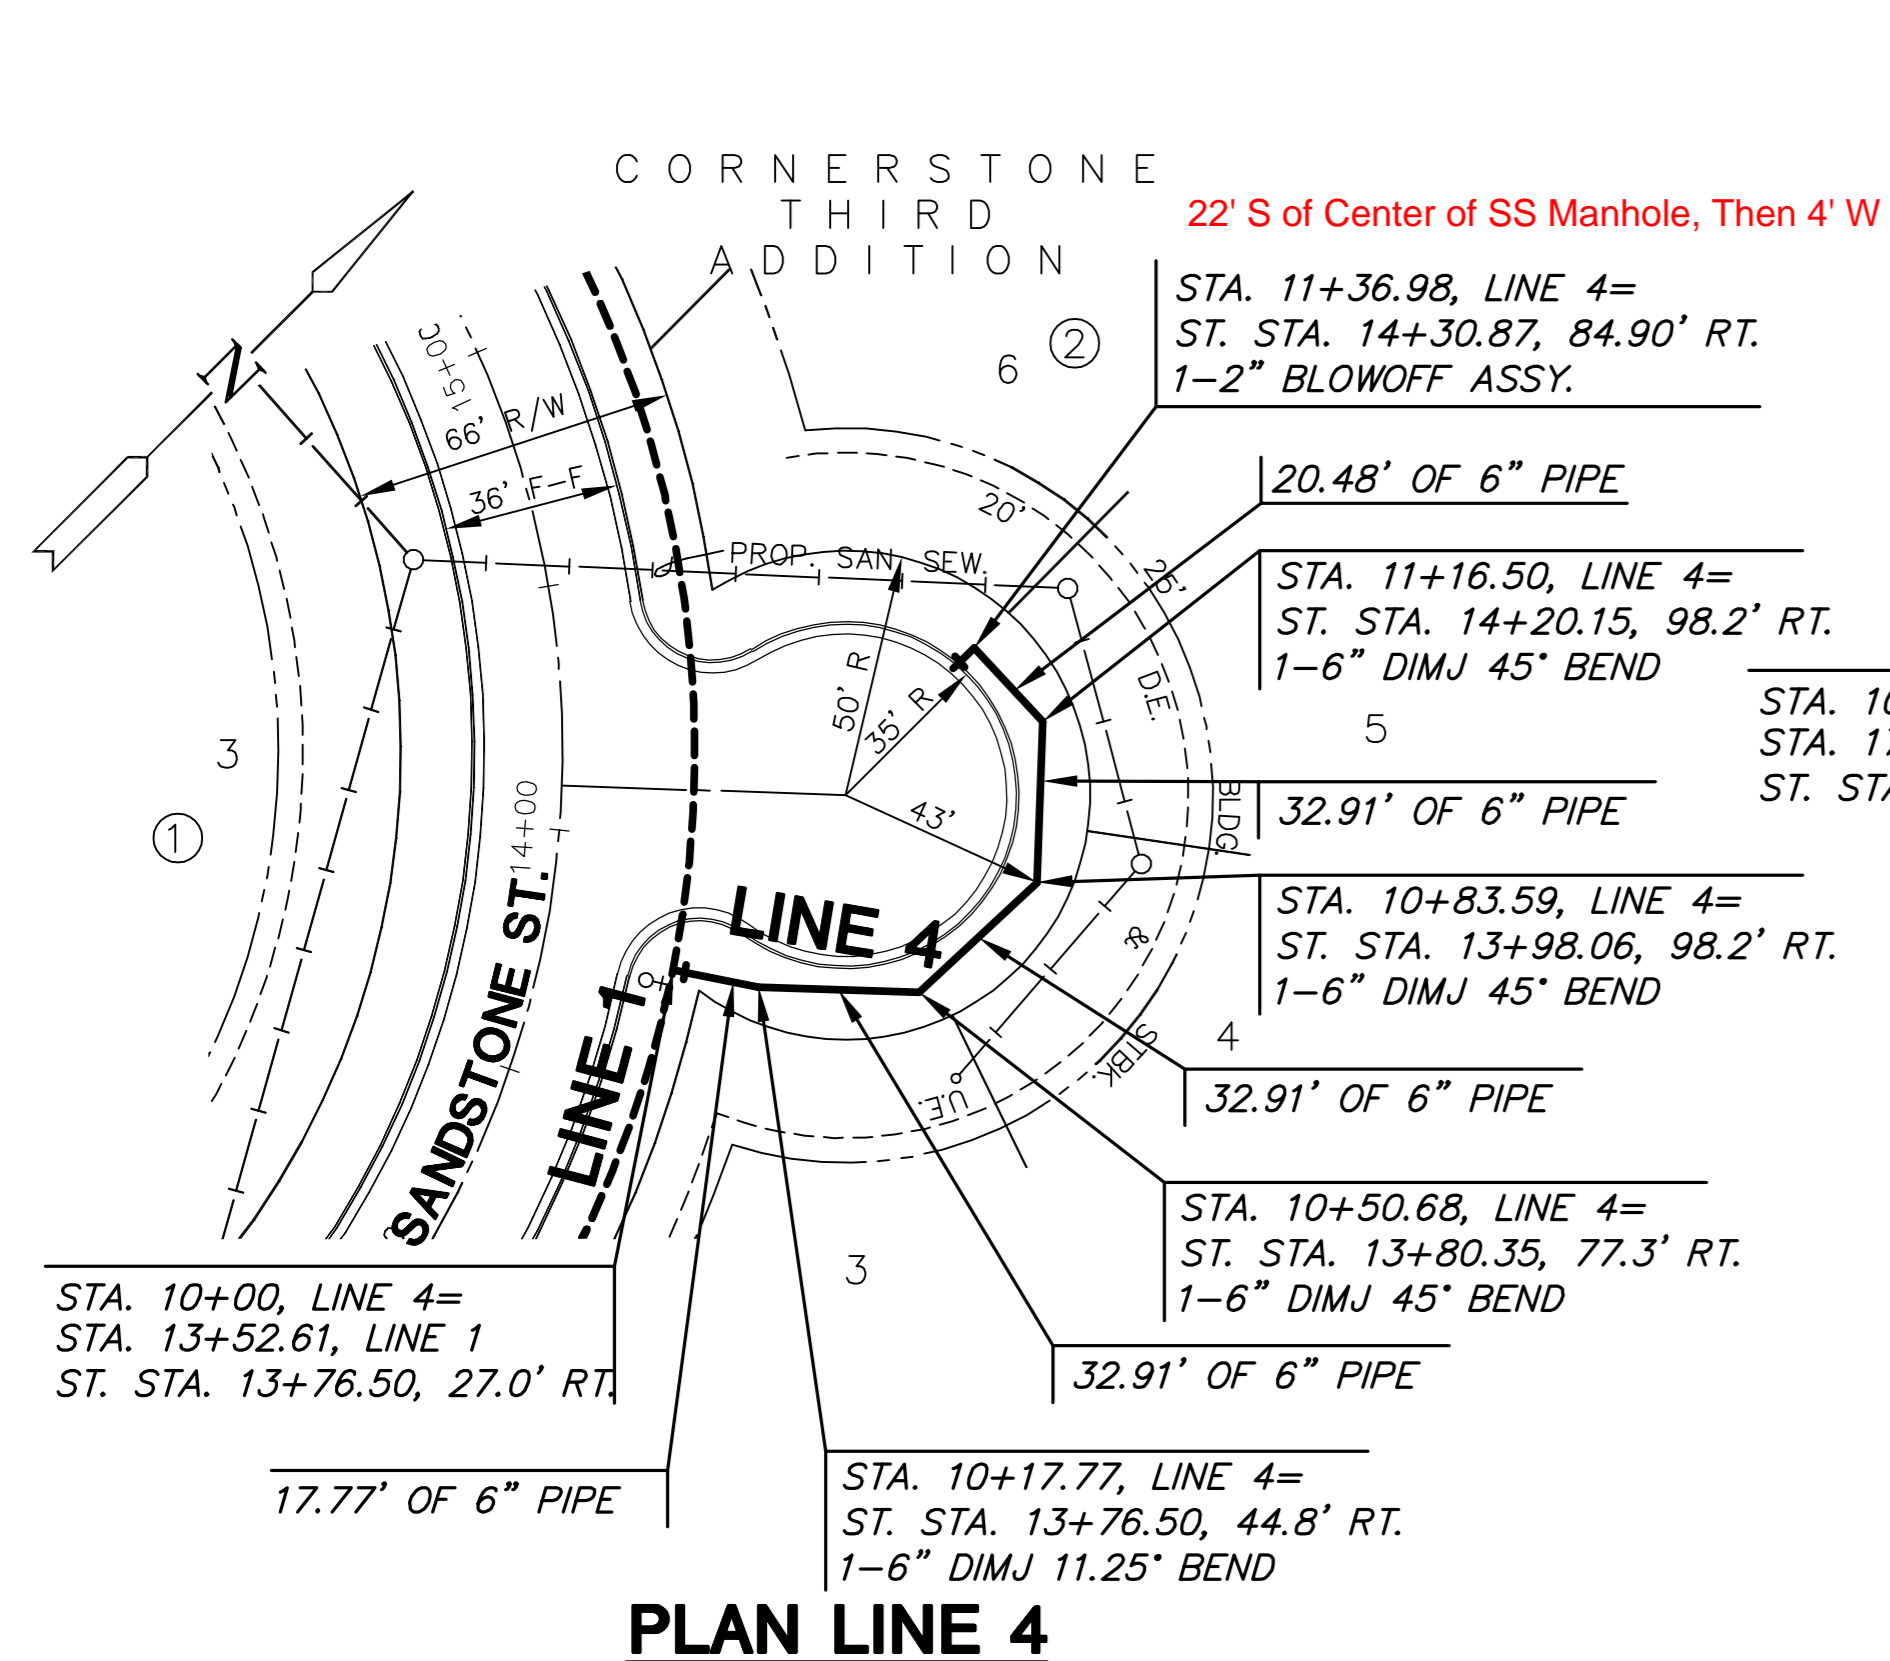 CORNERSTONE
THIRD
ADDITION
22' S of Center of SS Manhole, Then 4' W
STA. 11+36.98, LINE 4=
ST. STA. 14+30.87, 84.90' RT.
1-2" BLOWOFF ASSY.
20.48' OF 6" PIPE
STA. 11+16.50, LINE 4=
ST. STA. 14+20.15, 98.2' RT.
1-6" DIMJ 45° BEND
32.91' OF 6" PIPE
STA. 10+83.59, LINE 4=
ST. STA. 13+98.06, 98.2' RT.
1-6" DIMJ 45° BEND
32.91' OF 6" PIPE
STA. 10+50.68, LINE 4=
ST. STA. 13+80.35, 77.3' RT.
1-6" DIMJ 45° BEND
32.91' OF 6" PIPE
STA. 10+17.77, LINE 4=
ST. STA. 13+76.50, 44.8' RT.
1-6" DIMJ 11.25° BEND
17.77' OF 6" PIPE
STA. 10+00, LINE 4=
STA. 13+52.61, LINE 1
ST. STA. 13+76.50, 27.0' RT.
N
15+00
66' R/W
36' F-F
PROP. SAN. SEW.
6
2
20'
25'
D.E.
50' R
35' R
43'
5
BLDG.
3
1
14+00
SANDSTONE ST.
LINE 1
LINE 4
&
4
STBK.
U.E.
3
ST. STA
PLAN LINE 4